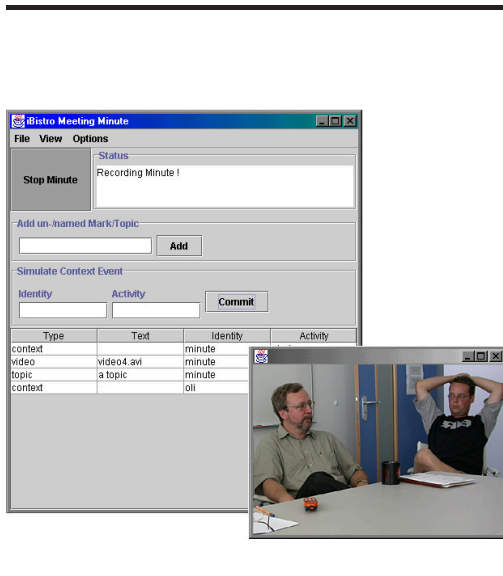 iBistro Meeting Minute
File View Options
Stop Minute
Status
Recording Minute !
Add un-/named Mark/Topic
Add
Simulate Context Event
Identity Activity
Commit
Type Text Identity Activity
context minute
video video4.avi minute
topic a topic minute
context oli